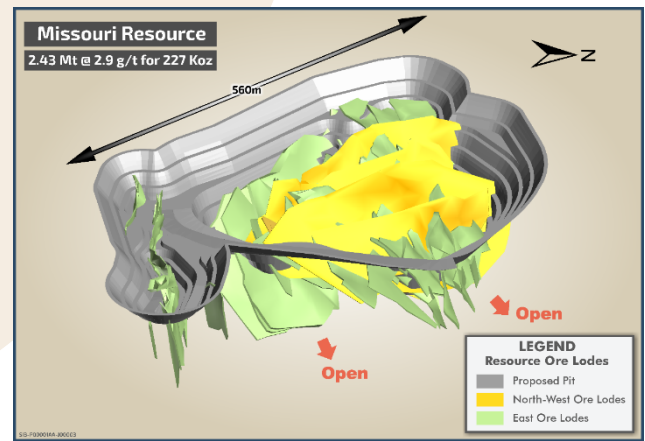 Missouri Resource
2.43 Mt @ 2.9 g/t for 227 Koz
560m
N
Open
Open
LEGEND
Resource Ore Lodes
Proposed Pit
North-West Ore Lodes
East Ore Lodes